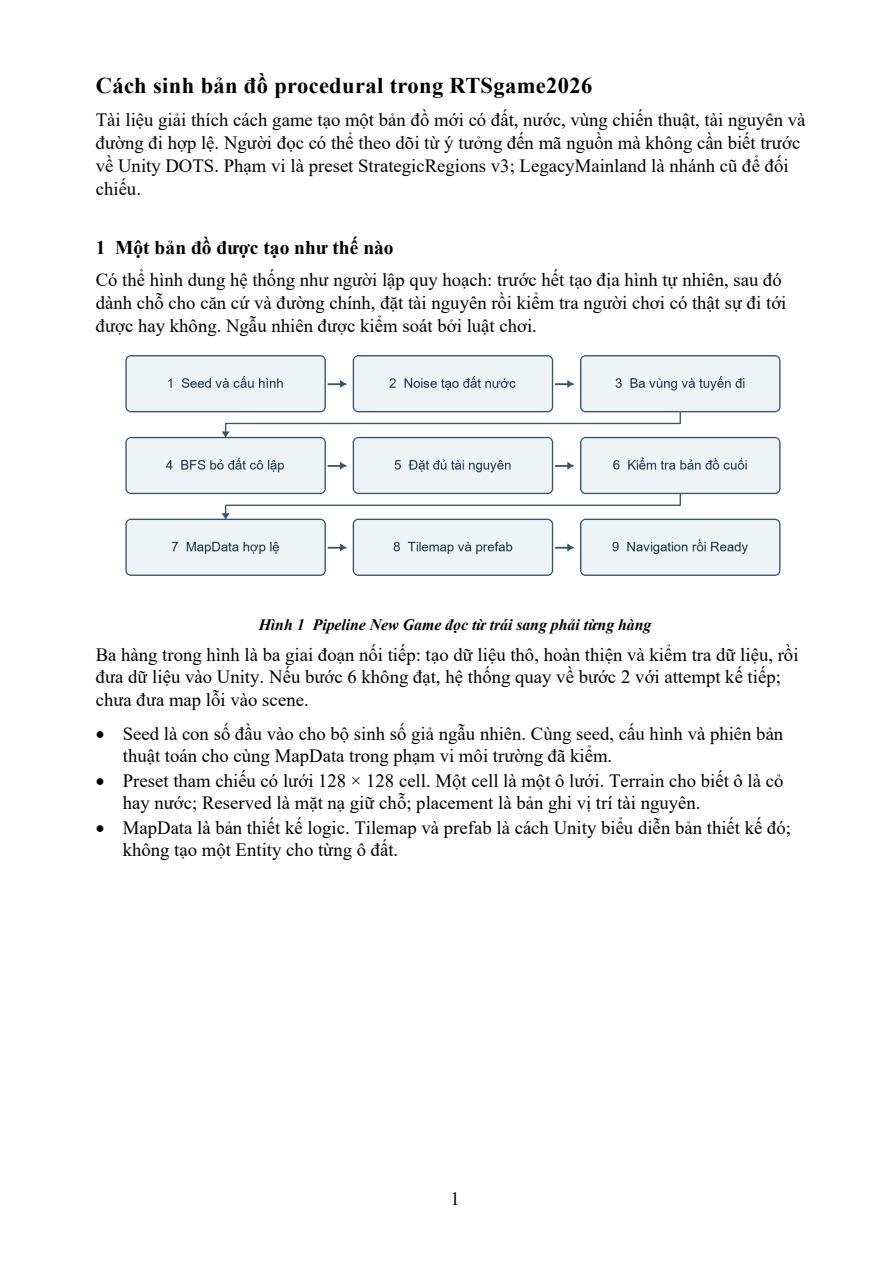 Cách sinh bản đồ procedural trong RTSgame2026
Tài liệu giải thích cách game tạo một bản đồ mới có đất, nước, vùng chiến thuật, tài nguyên và
đường đi hợp lệ. Người đọc có thể theo dõi từ ý tưởng đến mã nguồn mà không cần biết trước
về Unity DOTS. Phạm vi là preset StrategicRegions v3; LegacyMainland là nhánh cũ để đối
chiếu.
1 Một bản đồ được tạo như thế nào
Có thể hình dung hệ thống như người lập quy hoạch: trước hết tạo địa hình tự nhiên, sau đó
dành chỗ cho căn cứ và đường chính, đặt tài nguyên rồi kiểm tra người chơi có thật sự đi tới
được hay không. Ngẫu nhiên được kiểm soát bởi luật chơi.
1 Seed và cấu hình
2 Noise tạo đất nước
3 Ba vùng và tuyến đi
4 BFS bỏ đất cô lập
5 Đặt đủ tài nguyên
6 Kiểm tra bản đồ cuối
7 MapData hợp lệ
8 Tilemap và prefab
9 Navigation rồi Ready
Hình 1 Pipeline New Game đọc từ trái sang phải từng hàng
Ba hàng trong hình là ba giai đoạn nối tiếp: tạo dữ liệu thô, hoàn thiện và kiểm tra dữ liệu, rồi
đưa dữ liệu vào Unity. Nếu bước 6 không đạt, hệ thống quay về bước 2 với attempt kế tiếp;
chưa đưa map lỗi vào scene.
• Seed là con số đầu vào cho bộ sinh số giả ngẫu nhiên. Cùng seed, cấu hình và phiên bản
thuật toán cho cùng MapData trong phạm vi môi trường đã kiểm.
• Preset tham chiếu có lưới 128 × 128 cell. Một cell là một ô lưới. Terrain cho biết ô là cỏ
hay nước; Reserved là mặt nạ giữ chỗ; placement là bản ghi vị trí tài nguyên.
• MapData là bản thiết kế logic. Tilemap và prefab là cách Unity biểu diễn bản thiết kế đó;
không tạo một Entity cho từng ô đất.
1